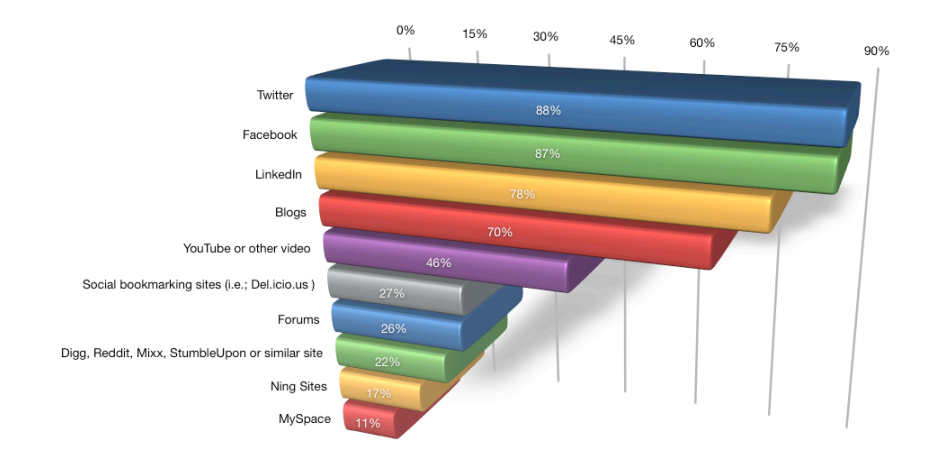 0% 15% 30% 45% 60% 75% 90%
Twitter 88%
Facebook 87%
LinkedIn 78%
Blogs 70%
YouTube or other video 46%
Social bookmarking sites (i.e.; Del.icio.us ) 27%
Forums 26%
Digg, Reddit, Mixx, StumbleUpon or similar site 22%
Ning Sites 17%
MySpace 11%